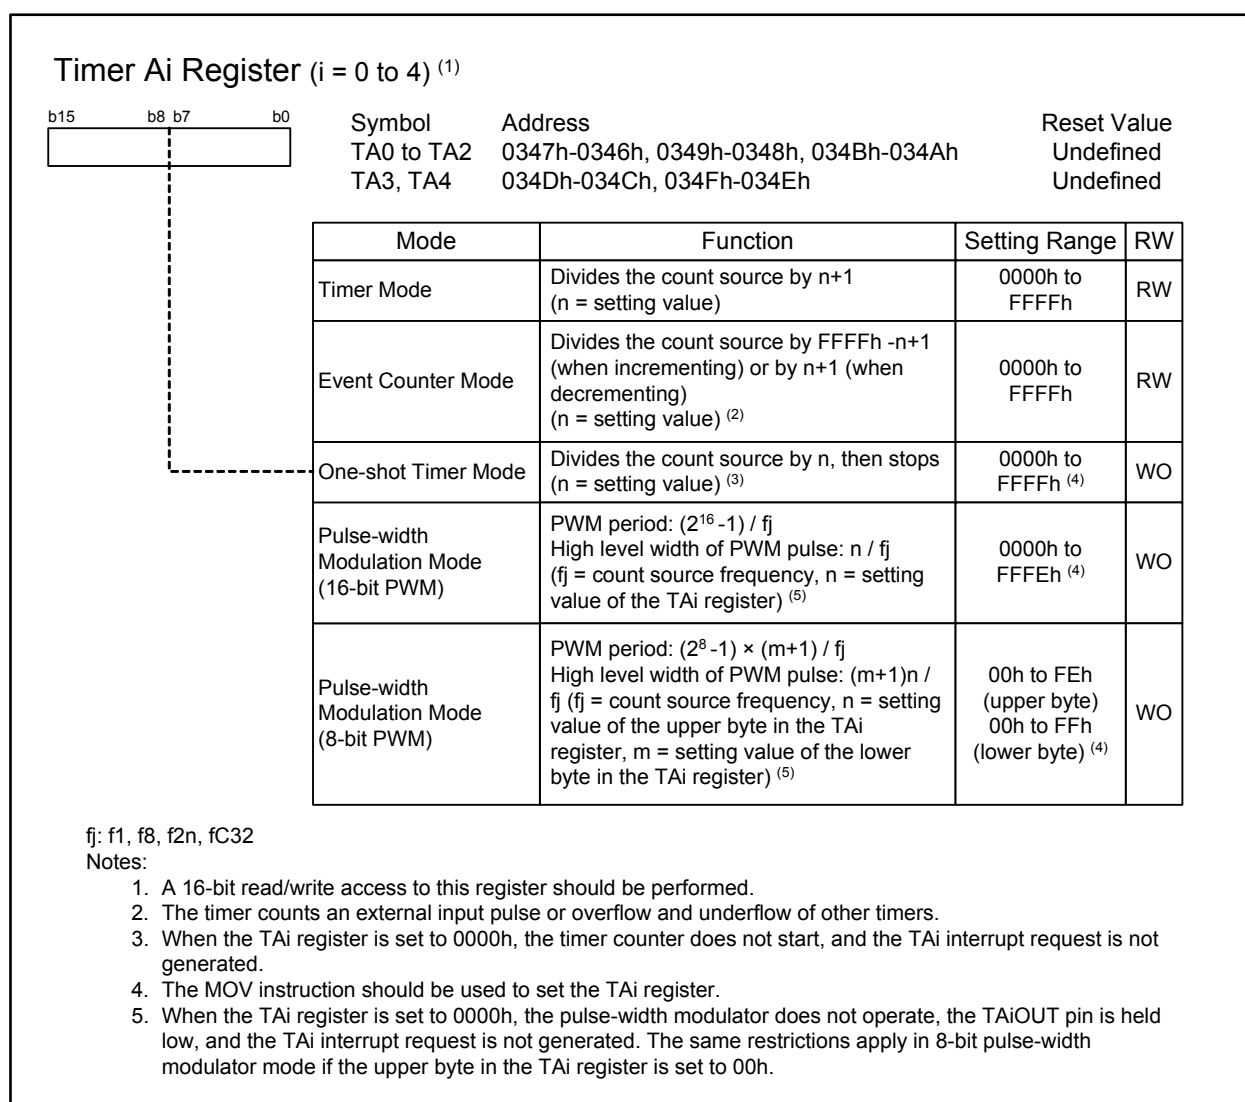 Timer Ai Register (i = 0 to 4) (1)
b15 b8 b7 b0
Symbol Address Reset Value
TA0 to TA2 0347h-0346h, 0349h-0348h, 034Bh-034Ah Undefined
TA3, TA4 034Dh-034Ch, 034Fh-034Eh Undefined
Mode Function Setting Range RW
Timer Mode
Divides the count source by n+1
(n = setting value)
0000h to
FFFFh
RW
Event Counter Mode
Divides the count source by FFFFh -n+1
(when incrementing) or by n+1 (when
decrementing)
(n = setting value) (2)
0000h to
FFFFh
RW
One-shot Timer Mode
Divides the count source by n, then stops
(n = setting value) (3)
0000h to
FFFFh (4)
WO
Pulse-width
Modulation Mode
(16-bit PWM)
PWM period: (2^16 -1) / fj
High level width of PWM pulse: n / fj
(fj = count source frequency, n = setting
value of the TAi register) (5)
0000h to
FFFEh (4)
WO
Pulse-width
Modulation Mode
(8-bit PWM)
PWM period: (2^8 -1) × (m+1) / fj
High level width of PWM pulse: (m+1)n /
fj (fj = count source frequency, n = setting
value of the upper byte in the TAi
register, m = setting value of the lower
byte in the TAi register) (5)
00h to FEh
(upper byte)
00h to FFh
(lower byte) (4)
WO
fj: f1, f8, f2n, fC32
Notes:
1. A 16-bit read/write access to this register should be performed.
2. The timer counts an external input pulse or overflow and underflow of other timers.
3. When the TAi register is set to 0000h, the timer counter does not start, and the TAi interrupt request is not
generated.
4. The MOV instruction should be used to set the TAi register.
5. When the TAi register is set to 0000h, the pulse-width modulator does not operate, the TAiOUT pin is held
low, and the TAi interrupt request is not generated. The same restrictions apply in 8-bit pulse-width
modulator mode if the upper byte in the TAi register is set to 00h.